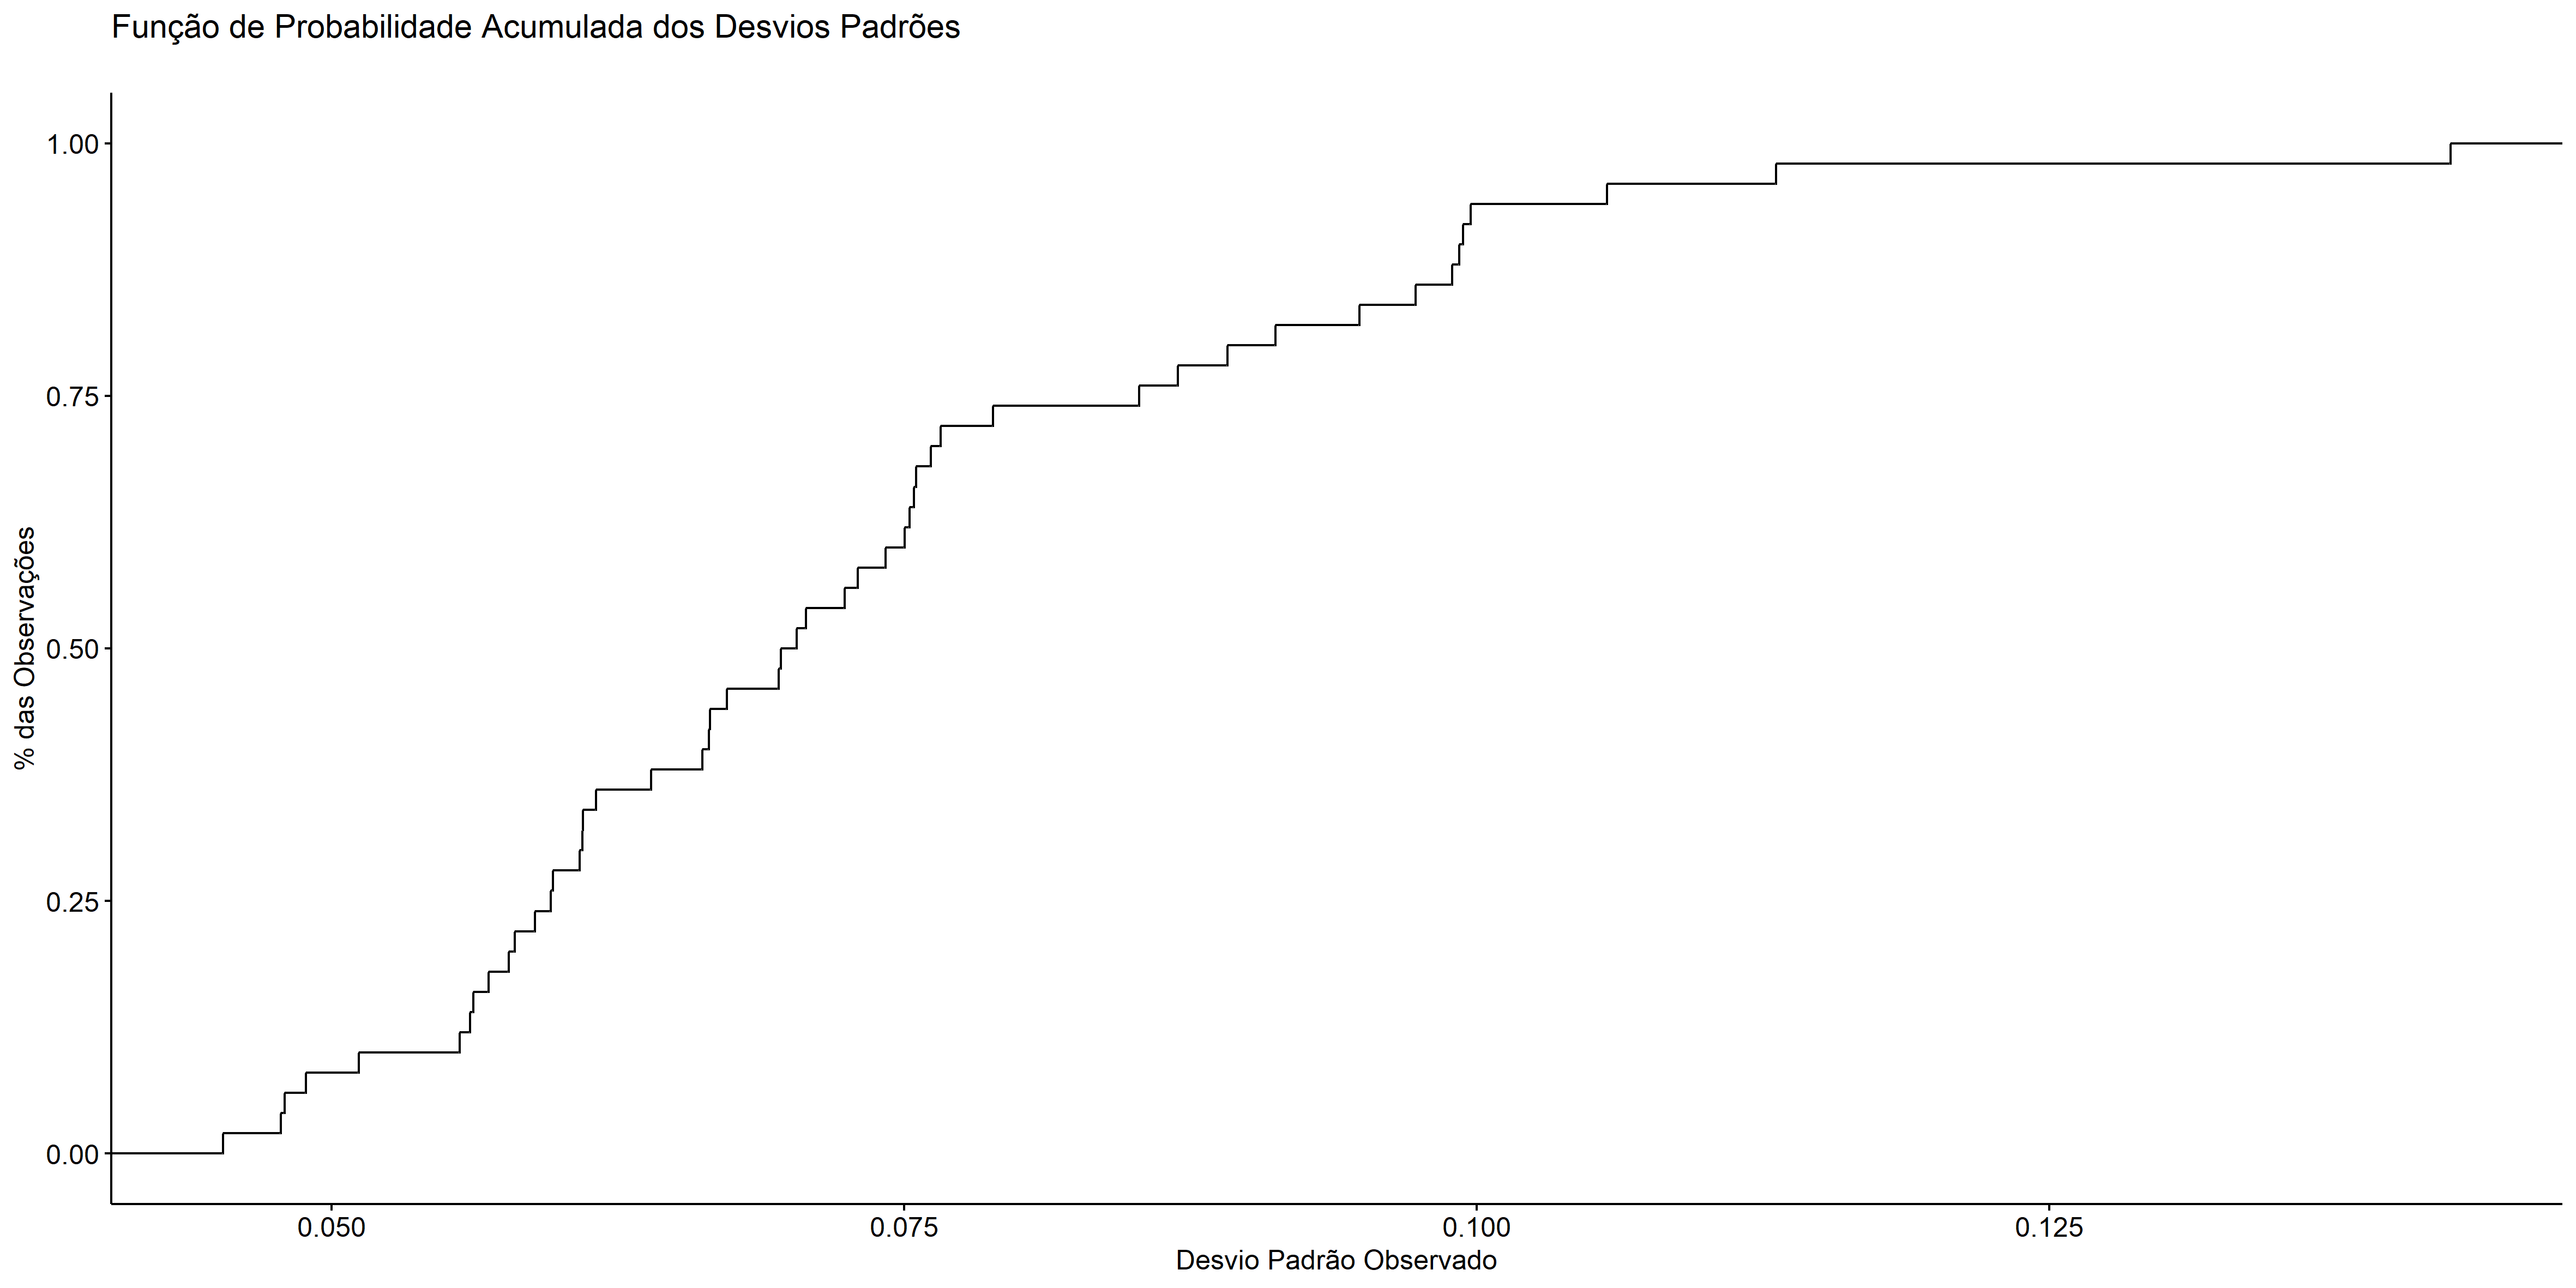 Função de Probabilidade Acumulada dos Desvios Padrões
1.00
0.75
0.50
0.25
0.00
% das Observações
0.050 0.075 0.100 0.125
Desvio Padrão Observado